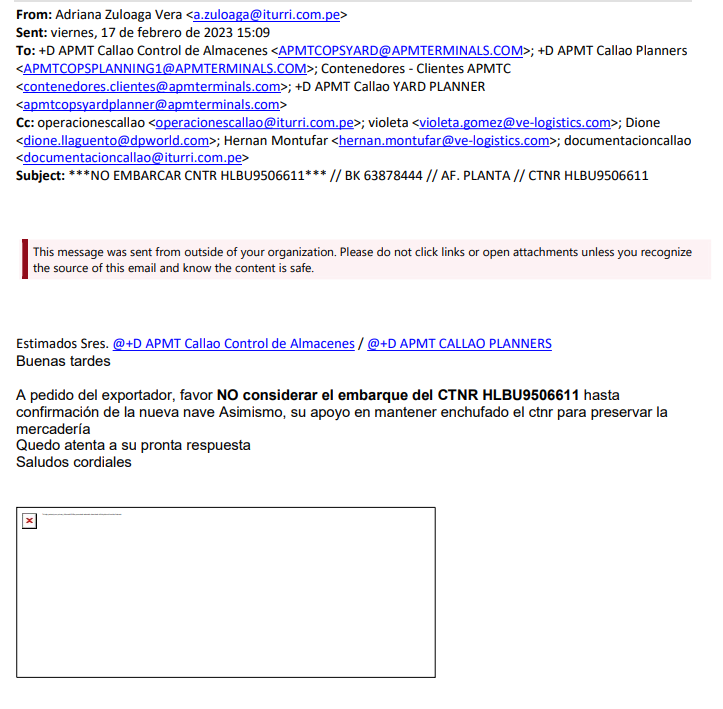 From: Adriana Zuloaga Vera <a.zuloaga@iturri.com.pe>
Sent: viernes, 17 de febrero de 2023 15:09
To: +D APMT Callao Control de Almacenes <APMTCOPSYARD@APMTERMINALS.COM>; +D APMT Callao Planners
<APMTCOPSPLANNING1@APMTERMINALS.COM>; Contenedores - Clientes APMTC
<contenedores.clientes@apmterminals.com>; +D APMT Callao YARD PLANNER
<apmtcopsyardplanner@apmterminals.com>
Cc: operacionescallao <operacionescallao@iturri.com.pe>; violeta <violeta.gomez@ve-logistics.com>; Dione
<dione.llaguento@dpworld.com>; Hernan Montufar <hernan.montufar@ve-logistics.com>; documentacioncallao
<documentacioncallao@iturri.com.pe>
Subject: ***NO EMBARCAR CNTR HLBU9506611*** // BK 63878444 // AF. PLANTA // CTNR HLBU9506611
This message was sent from outside of your organization. Please do not click links or open attachments unless you recognize
the source of this email and know the content is safe.
Estimados Sres. @+D APMT Callao Control de Almacenes / @+D APMT CALLAO PLANNERS
Buenas tardes
A pedido del exportador, favor NO considerar el embarque del CTNR HLBU9506611 hasta
confirmación de la nueva nave Asimismo, su apoyo en mantener enchufado el ctnr para preservar la
mercadería
Quedo atenta a su pronta respuesta
Saludos cordiales